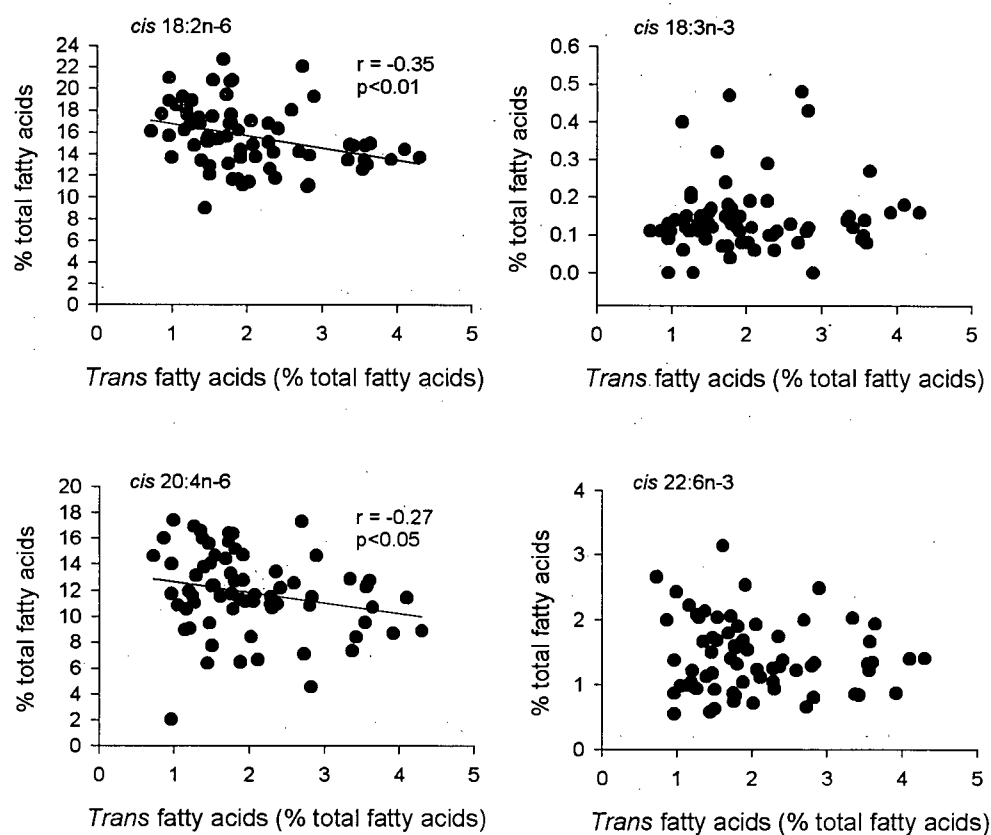 cis 18:2n-6
r = -0.35
p<0.01
% total fatty acids
24
22
20
18
16
14
12
10
8
6
4
2
0
0 1 2 3 4 5
Trans fatty acids (% total fatty acids)
cis 18:3n-3
% total fatty acids
0.6
0.5
0.4
0.3
0.2
0.1
0.0
0 1 2 3 4 5
Trans fatty acids (% total fatty acids)
cis 20:4n-6
r = -0.27
p<0.05
% total fatty acids
20
18
16
14
12
10
8
6
4
2
0
0 1 2 3 4 5
Trans fatty acids (% total fatty acids)
cis 22:6n-3
% total fatty acids
4
3
2
1
0
0 1 2 3 4 5
Trans fatty acids (% total fatty acids)